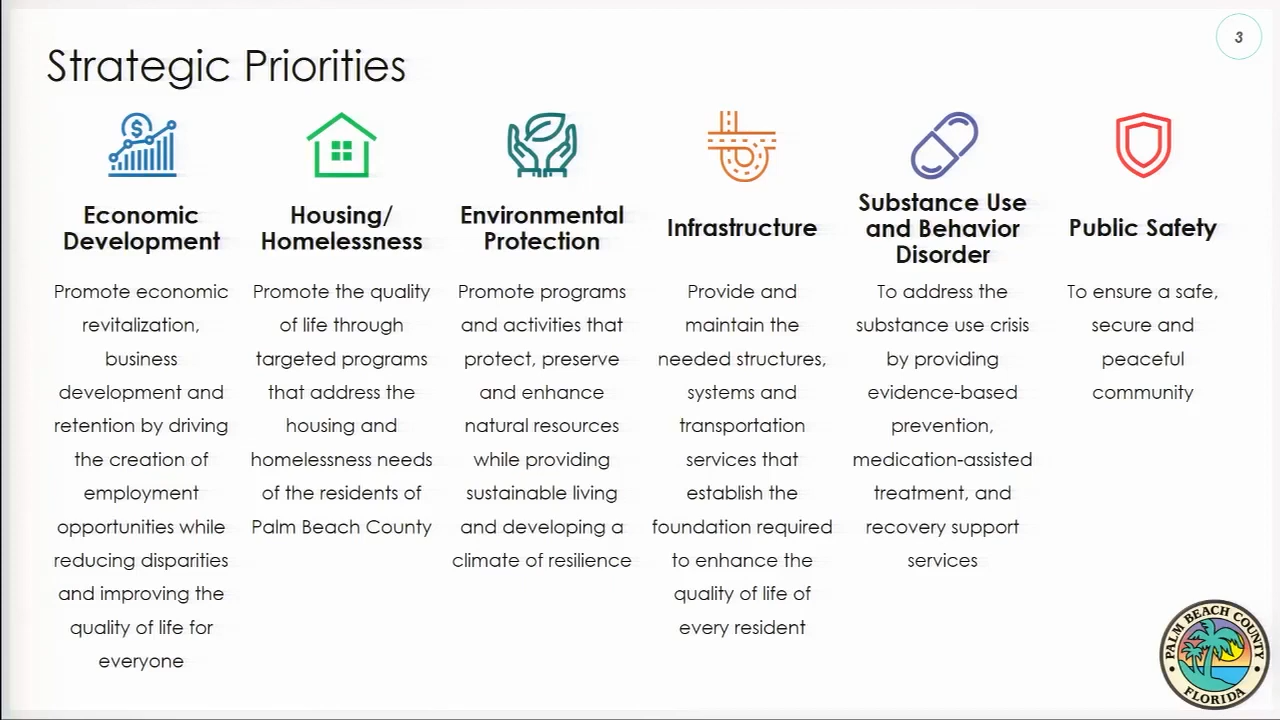 3
Strategic Priorities
$
Economic
Development
Promote economic
revitalization,
business
development and
retention by driving
the creation of
employment
opportunities while
reducing disparities
and improving the
quality of life for
everyone
Housing/
Homelessness
Promote the quality
of life through
targeted programs
that address the
housing and
homelessness needs
of the residents of
Palm Beach County
Environmental
Protection
Promote programs
and activities that
protect, preserve
and enhance
natural resources
while providing
sustainable living
and developing a
climate of resilience
Infrastructure
Provide and
maintain the
needed structures,
systems and
transportation
services that
establish the
foundation required
to enhance the
quality of life of
every resident
Substance Use
and Behavior
Disorder
To address the
substance use crisis
by providing
evidence-based
prevention,
medication-assisted
treatment, and
recovery support
services
Public Safety
To ensure a safe,
secure and
peaceful
community
PALM BEACH COUNTY
FLORIDA